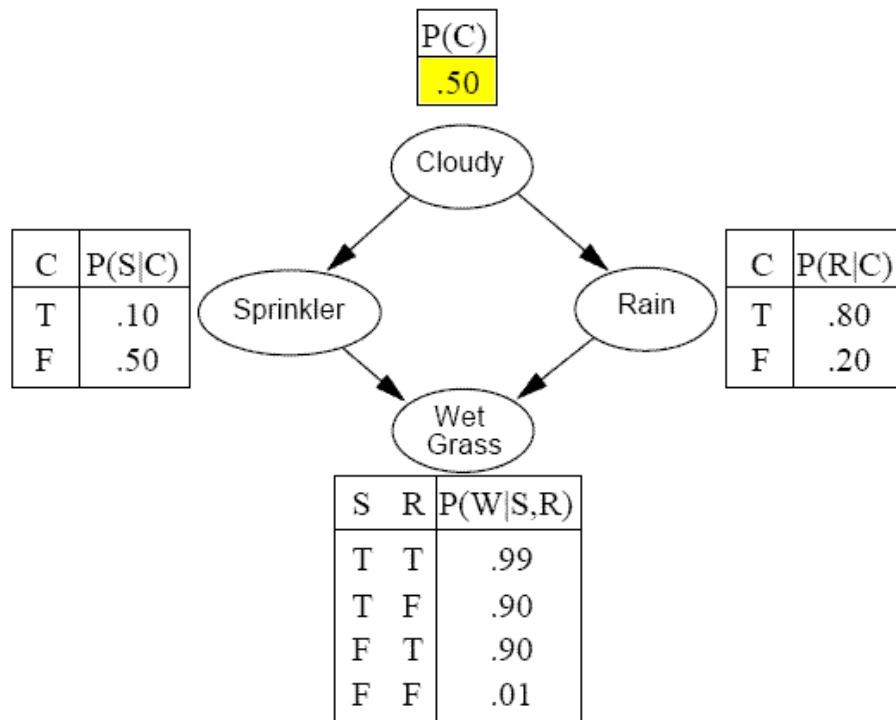 P(C)
.50
Cloudy
C P(S|C)
T .10
F .50
Sprinkler
Rain
C P(R|C)
T .80
F .20
Wet
Grass
S R P(W|S,R)
T T .99
T F .90
F T .90
F F .01